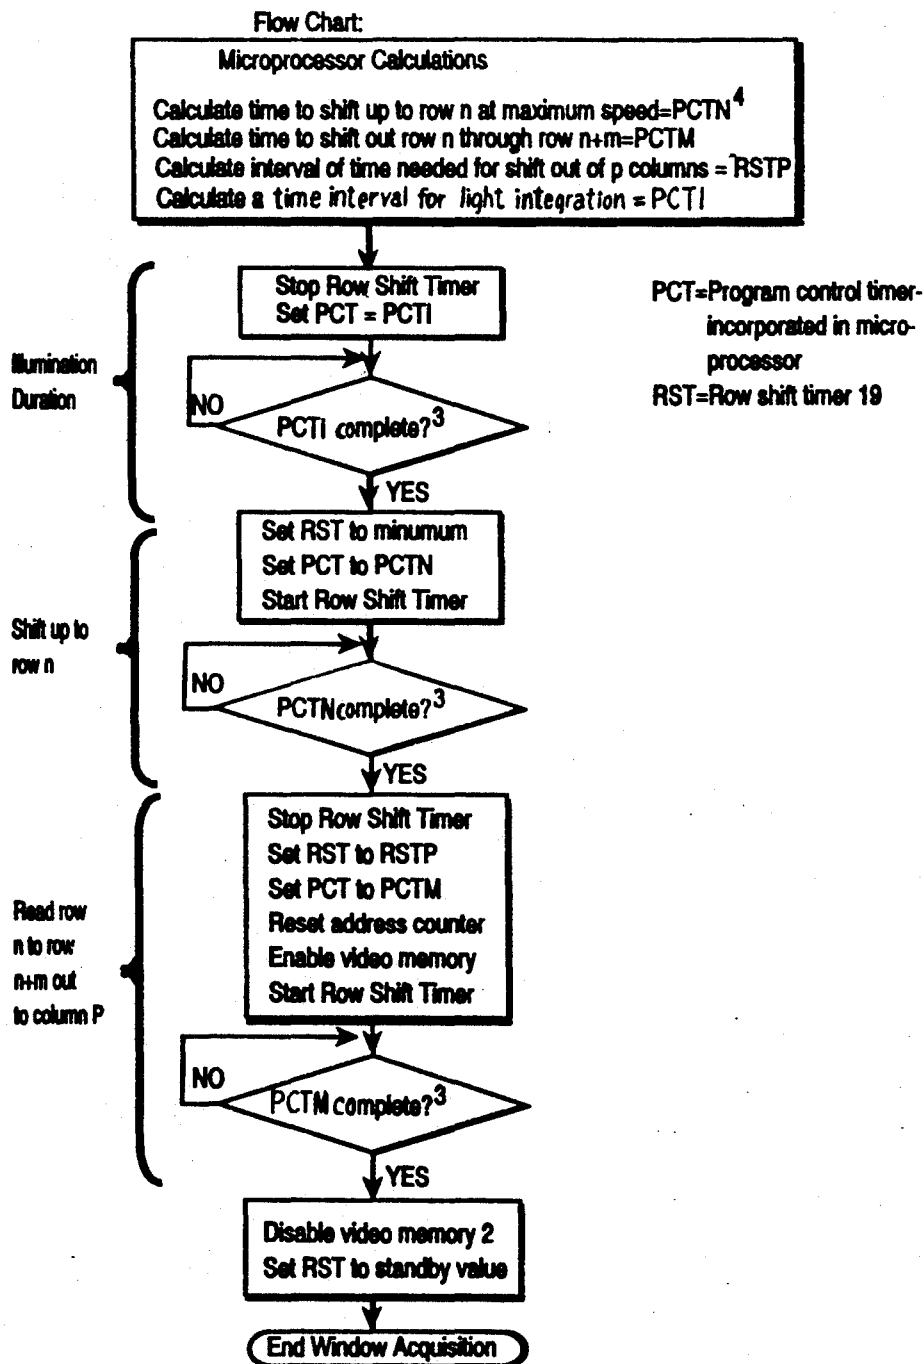 Flow Chart:
Microprocessor Calculations
Calculate time to shift up to row n at maximum speed=PCTN4
Calculate time to shift out row n through row n+m=PCTM
Calculate interval of time needed for shift out of p columns = RSTP
Calculate a time interval for light integration = PCTI
Stop Row Shift Timer
Set PCT = PCTI
PCT=Program control timer-
incorporated in micro-
processor
RST=Row shift timer 19
Illumination
Duration
NO
PCTI complete?3
YES
Set RST to minumum
Set PCT to PCTN
Start Row Shift Timer
Shift up to
row n
NO
PCTN complete?3
YES
Stop Row Shift Timer
Set RST to RSTP
Set PCT to PCTM
Reset address counter
Enable video memory
Start Row Shift Timer
Read row
n to row
n+m out
to column P
NO
PCTM complete?3
YES
Disable video memory 2
Set RST to standby value
End Window Acquisition